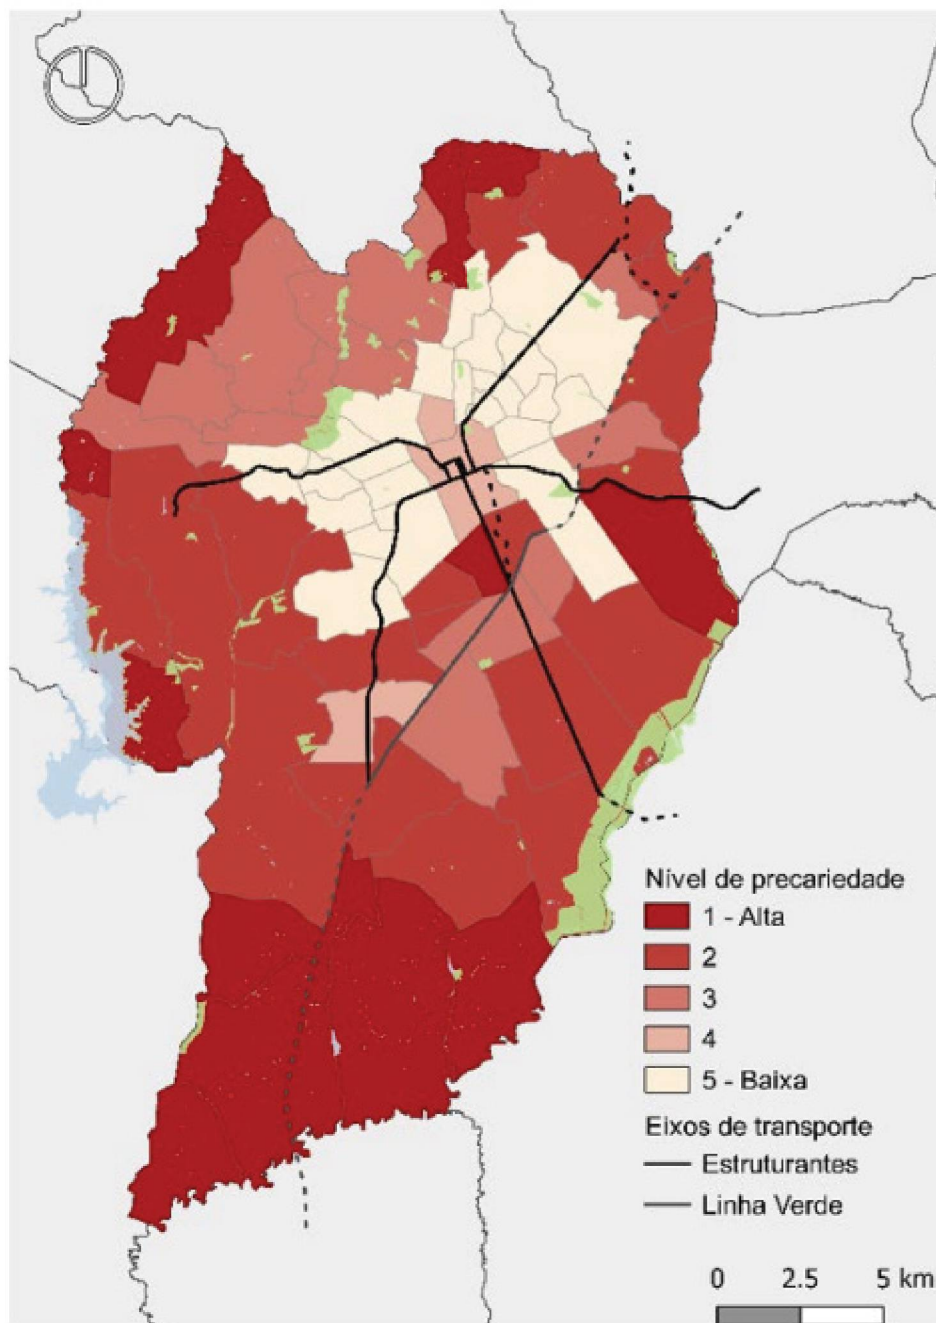 Nível de precariedade
1 - Alta
2
3
4
5 - Baixa
Eixos de transporte
Estruturantes
Linha Verde
0 2.5 5 km